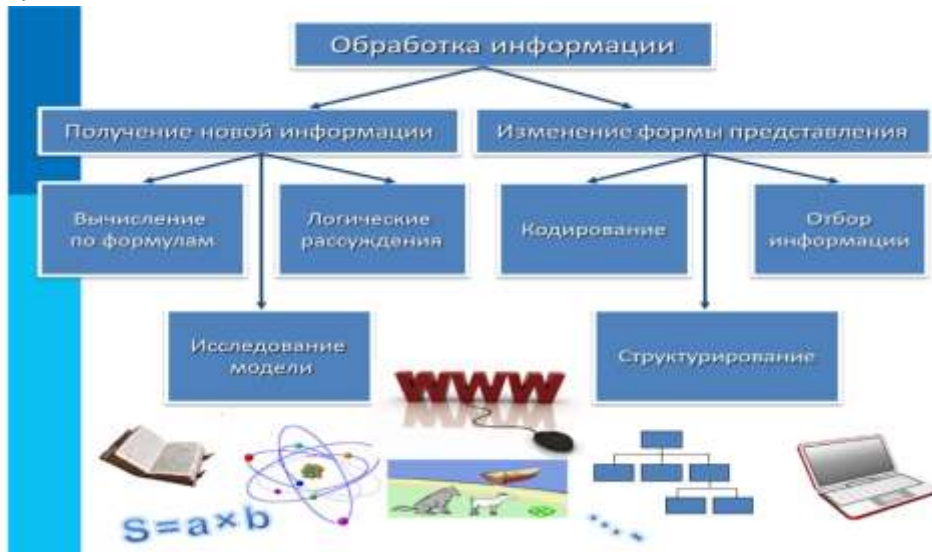 Обработка информации
Получение новой информации
Изменение формы представления
Вычисление
по формулам
Логические
рассуждения
Кодирование
Отбор
информации
Исследование
модели
Структурирование
WWW
S=a×b